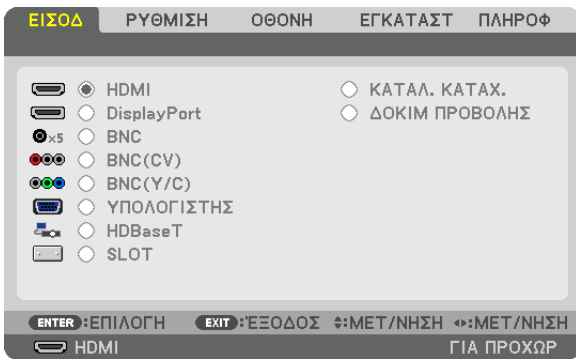 ΕΙΣΟΔ ΡΥΘΜΙΣΗ ΟΘΟΝΗ ΕΓΚΑΤΑΣΤ ΠΛΗΡΟΦ
HDMI ΚΑΤΑΛ. ΚΑΤΑΧ.
DisplayPort ΔΟΚΙΜ ΠΡΟΒΟΛΗΣ
×5 BNC
BNC(CV)
BNC(Y/C)
ΥΠΟΛΟΓΙΣΤΗΣ
HDBaseT
SLOT
ENTER :ΕΠΙΛΟΓΗ EXIT :ΈΞΟΔΟΣ :ΜΕΤ/ΝΗΣΗ :ΜΕΤ/ΝΗΣΗ
HDMI ΓΙΑ ΠΡΟΧΩΡ